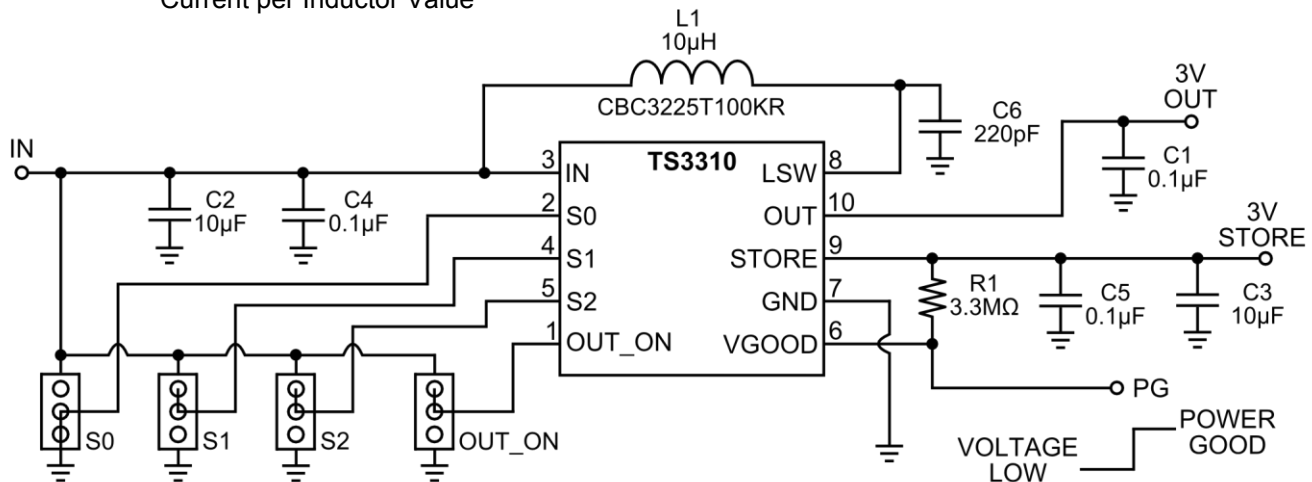 Current per Inductor Value
L1
10µH
CBC3225T100KR
C6
220pF
3V
OUT
C1
0.1µF
IN
C2
10µF
C4
0.1µF
TS3310
3
IN
2
S0
4
S1
5
S2
1
OUT_ON
LSW
8
OUT
10
STORE
9
GND
7
VGOOD
6
3V
STORE
R1
3.3MΩ
C5
0.1µF
C3
10µF
PG
S0
S1
S2
OUT_ON
VOLTAGE
LOW
POWER
GOOD